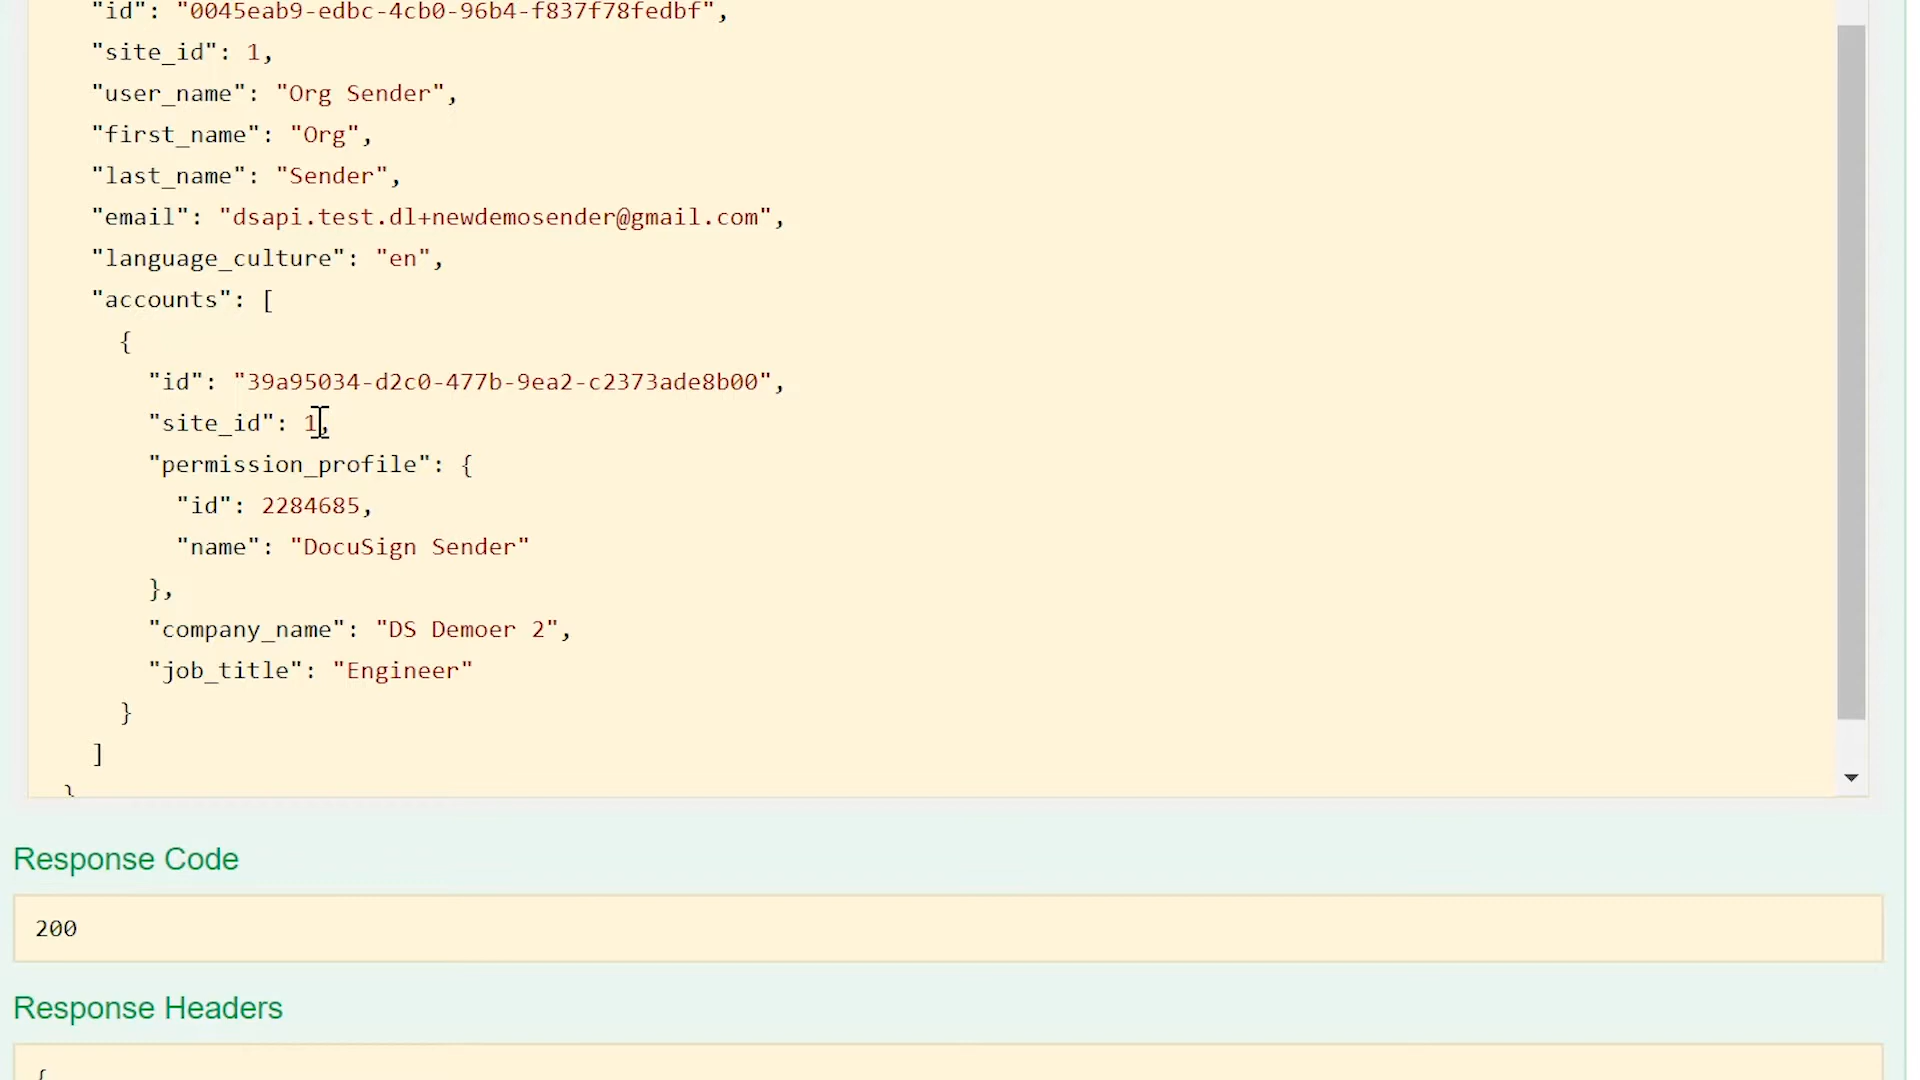 "id": "0045eab9-edbc-4cb0-96b4-f837f78fedbf",
"site_id": 1,
"user_name": "Org Sender",
"first_name": "Org",
"last_name": "Sender",
"email": "dsapi.test.dl+newdemosender@gmail.com",
"language_culture": "en",
"accounts": [
{
"id": "39a95034-d2c0-477b-9ea2-c2373ade8b00",
"site_id": 1,
"permission_profile": {
"id": 2284685,
"name": "DocuSign Sender"
},
"company_name": "DS Demoer 2",
"job_title": "Engineer"
}
]
}
Response Code
200
Response Headers
{